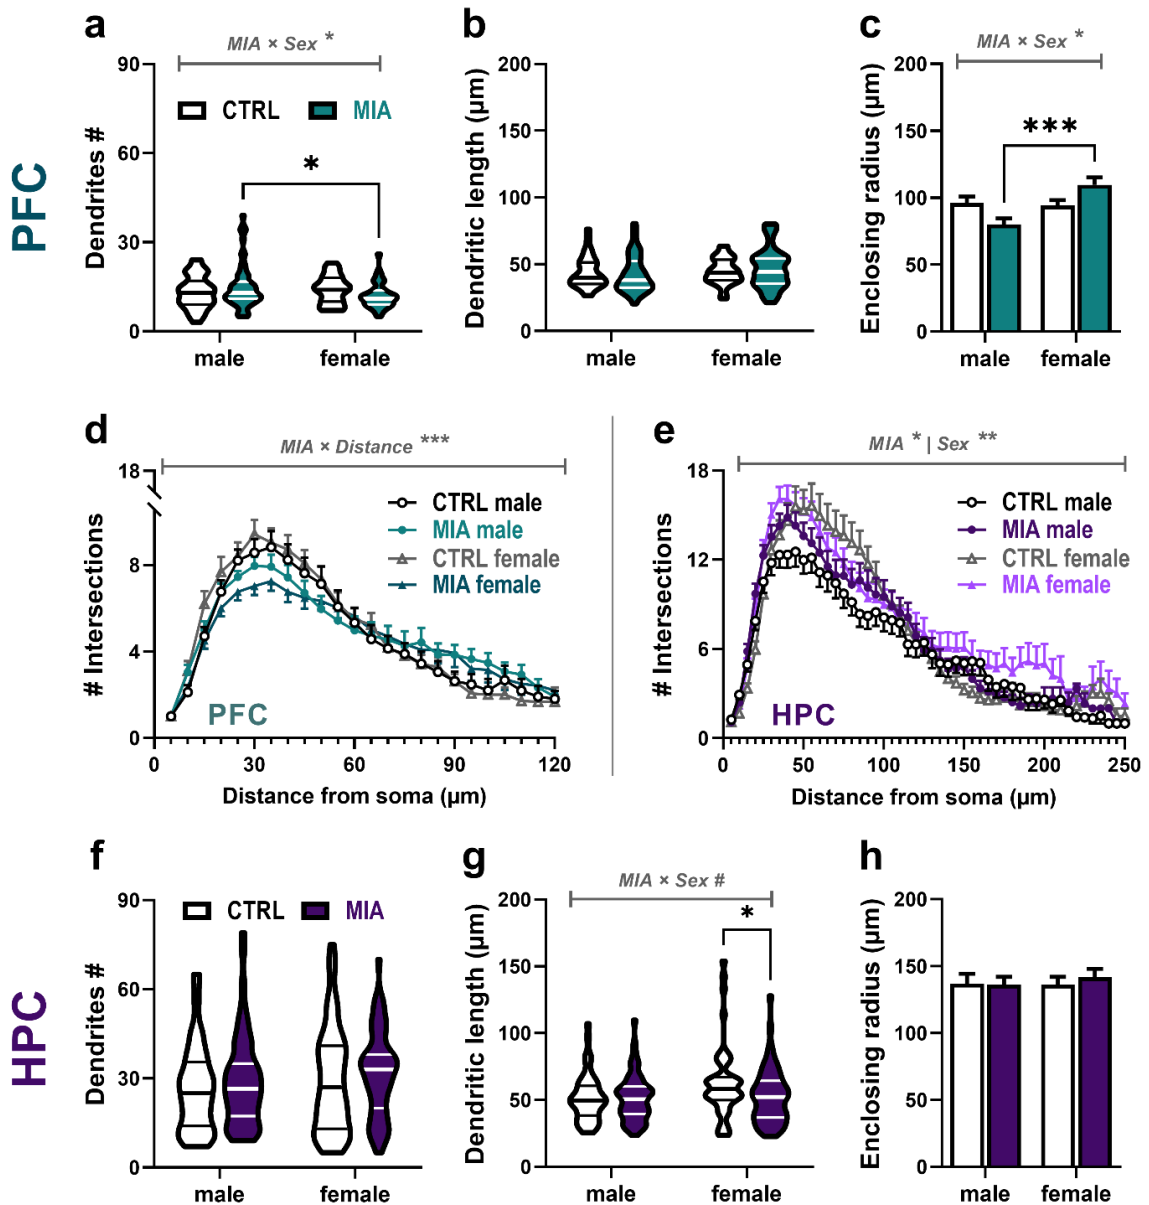 a
MIA × Sex *
Dendrites #
90
60
30
0
CTRL
MIA
*
male
female
b
Dendritic length (µm)
200
150
100
50
0
male
female
c
MIA × Sex *
Enclosing radius (µm)
200
150
100
50
0
***
male
female
PFC
d
MIA × Distance ***
# Intersections
18
8
4
0
CTRL male
MIA male
CTRL female
MIA female
PFC
0
30
60
90
120
Distance from soma (µm)
e
MIA * | Sex **
# Intersections
18
12
6
0
CTRL male
MIA male
CTRL female
MIA female
HPC
0
50
100
150
200
250
Distance from soma (µm)
HPC
f
Dendrites #
90
60
30
0
CTRL
MIA
male
female
g
MIA × Sex #
Dendritic length (µm)
200
150
100
50
0
*
male
female
h
Enclosing radius (µm)
200
150
100
50
0
male
female